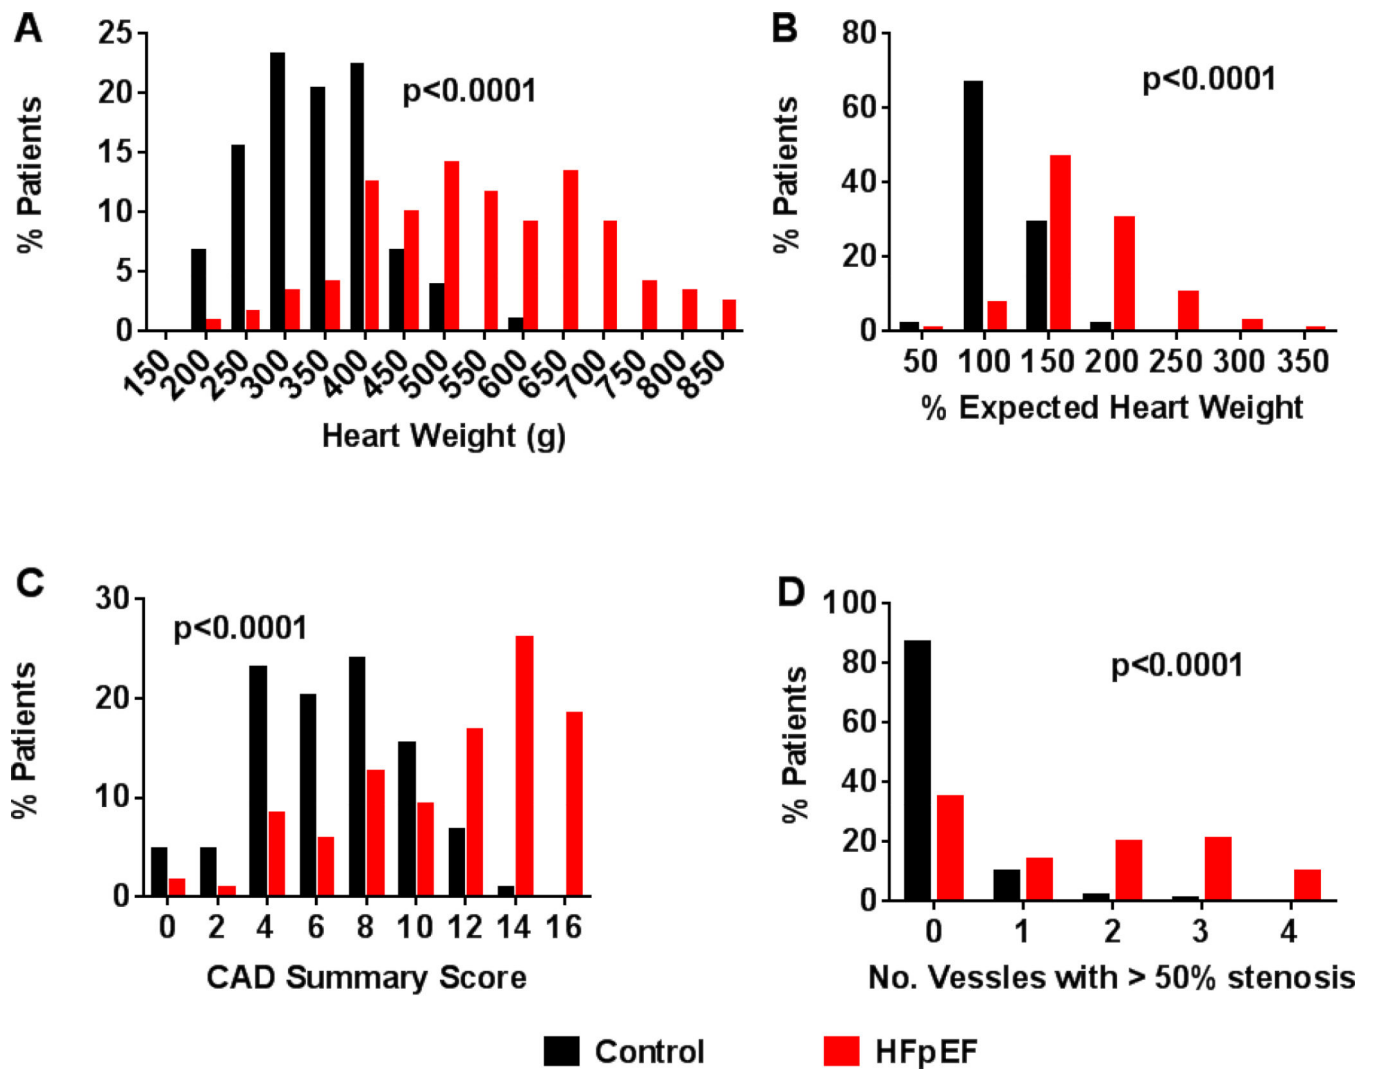 A
25
20
15
10
5
0
% Patients
p<0.0001
150 200 250 300 350 400 450 500 550 600 650 700 750 800 850
Heart Weight (g)
B
80
60
40
20
0
% Patients
p<0.0001
50 100 150 200 250 300 350
% Expected Heart Weight
C
30
20
10
0
% Patients
p<0.0001
0 2 4 6 8 10 12 14 16
CAD Summary Score
D
100
80
60
40
20
0
% Patients
p<0.0001
0 1 2 3 4
No. Vessles with > 50% stenosis
Control HFpEF